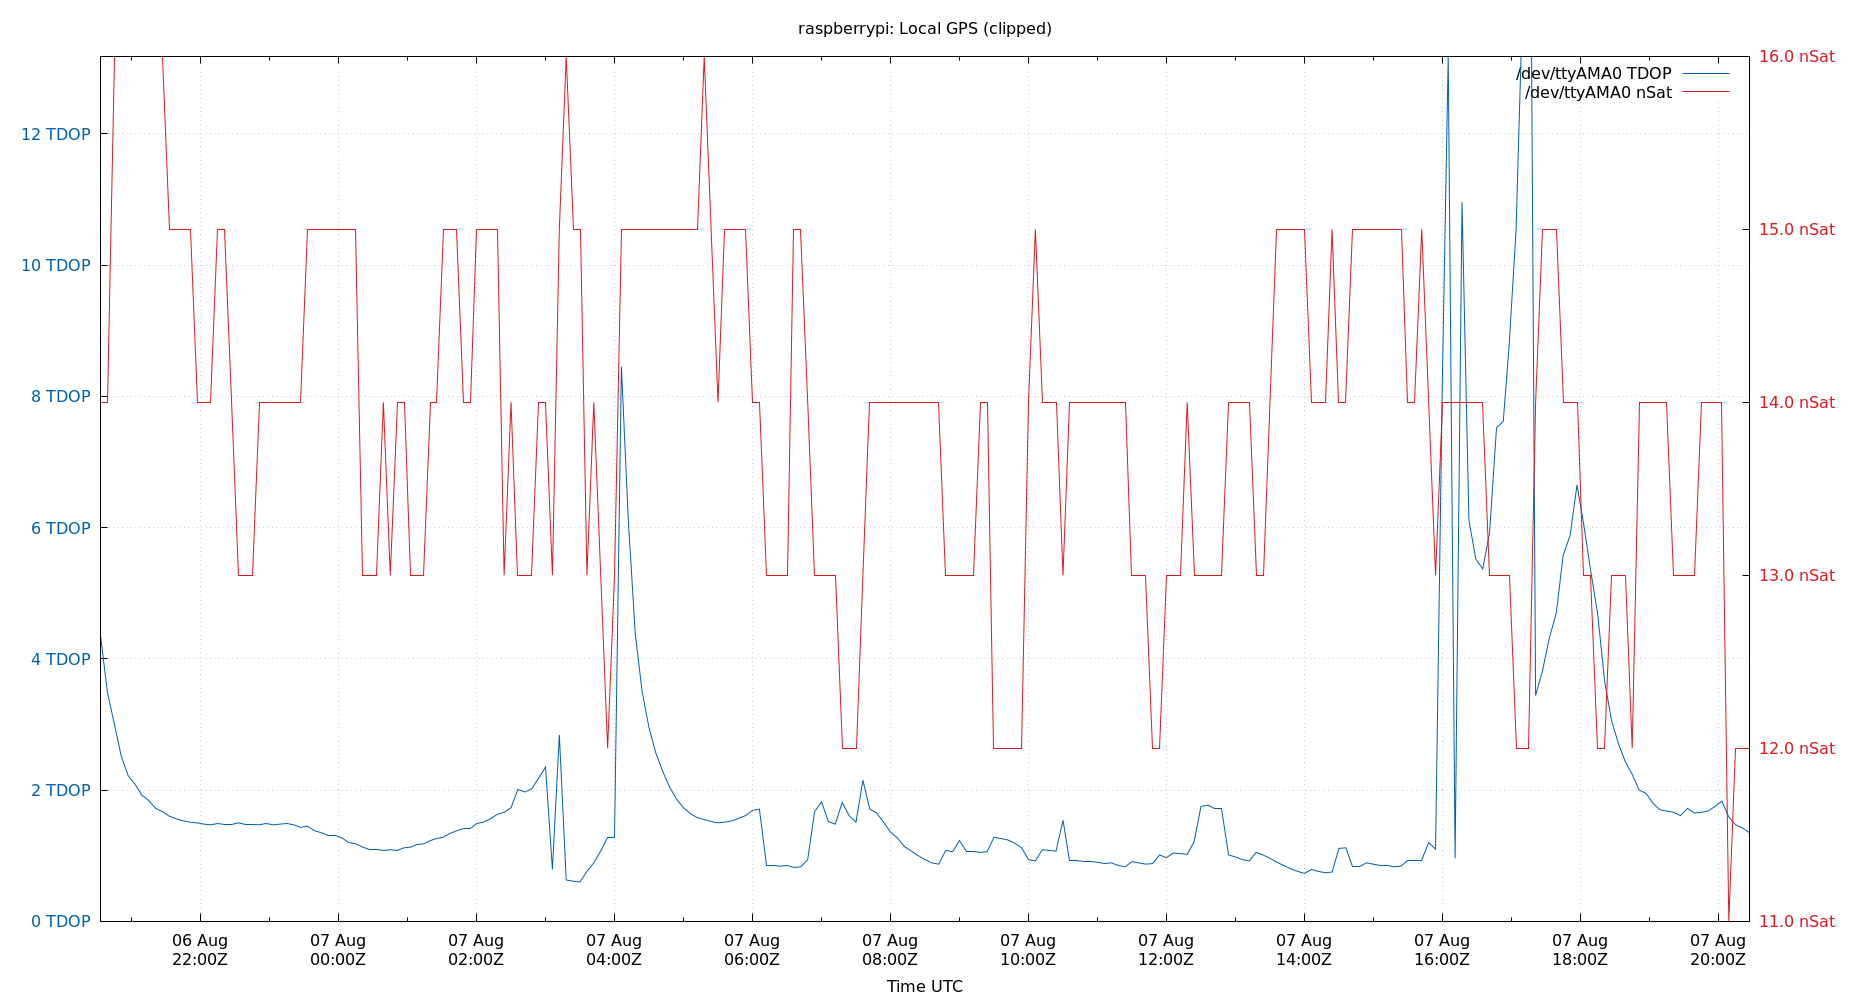 raspberrypi: Local GPS (clipped)
16.0 nSat
/dev/ttyAMA0 TDOP
/dev/ttyAMA0 nSat
12 TDOP
15.0 nSat
10 TDOP
8 TDOP
14.0 nSat
6 TDOP
13.0 nSat
4 TDOP
12.0 nSat
2 TDOP
0 TDOP
11.0 nSat
06 Aug
22:00Z
07 Aug
00:00Z
07 Aug
02:00Z
07 Aug
04:00Z
07 Aug
06:00Z
07 Aug
08:00Z
07 Aug
10:00Z
07 Aug
12:00Z
07 Aug
14:00Z
07 Aug
16:00Z
07 Aug
18:00Z
07 Aug
20:00Z
Time UTC